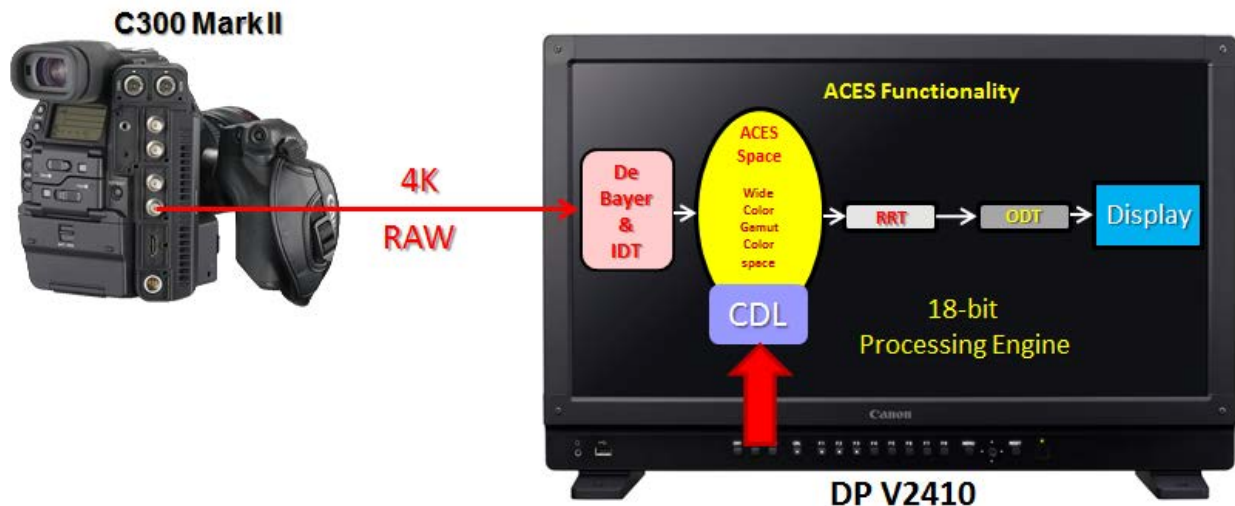 C300 Mark II
4K
RAW
ACES Functionality
De
Bayer
&
IDT
ACES
Space
Wide
Color
Gamut
Color
space
CDL
RRT
ODT
Display
18-bit
Processing Engine
Canon
DP V2410